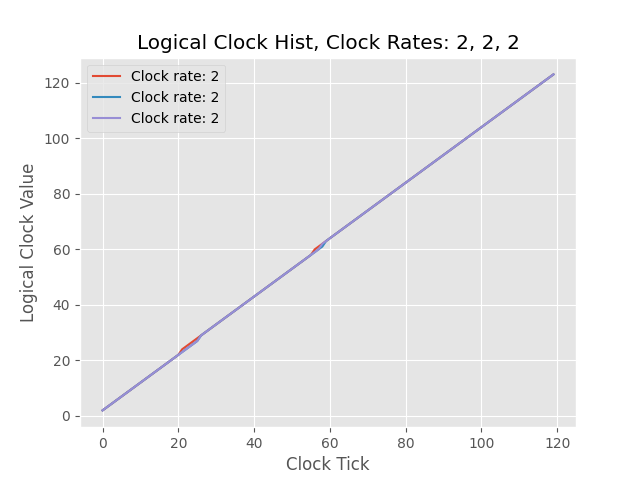 Logical Clock Hist, Clock Rates: 2, 2, 2
Clock rate: 2
Clock rate: 2
Clock rate: 2
120
100
80
60
40
20
0
Logical Clock Value
0 20 40 60 80 100 120
Clock Tick